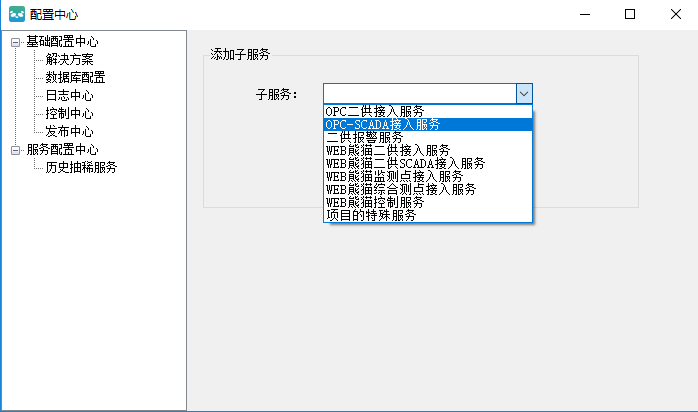 配置中心
基础配置中心
解决方案
数据库配置
日志中心
控制中心
发布中心
服务配置中心
历史抽稀服务
添加子服务
子服务：
OPC二供接入服务
OPC-SCADA接入服务
二供报警服务
WEB熊猫二供接入服务
WEB熊猫二供SCADA接入服务
WEB熊猫监测点接入服务
WEB熊猫综合测点接入服务
WEB熊猫控制服务
项目的特殊服务